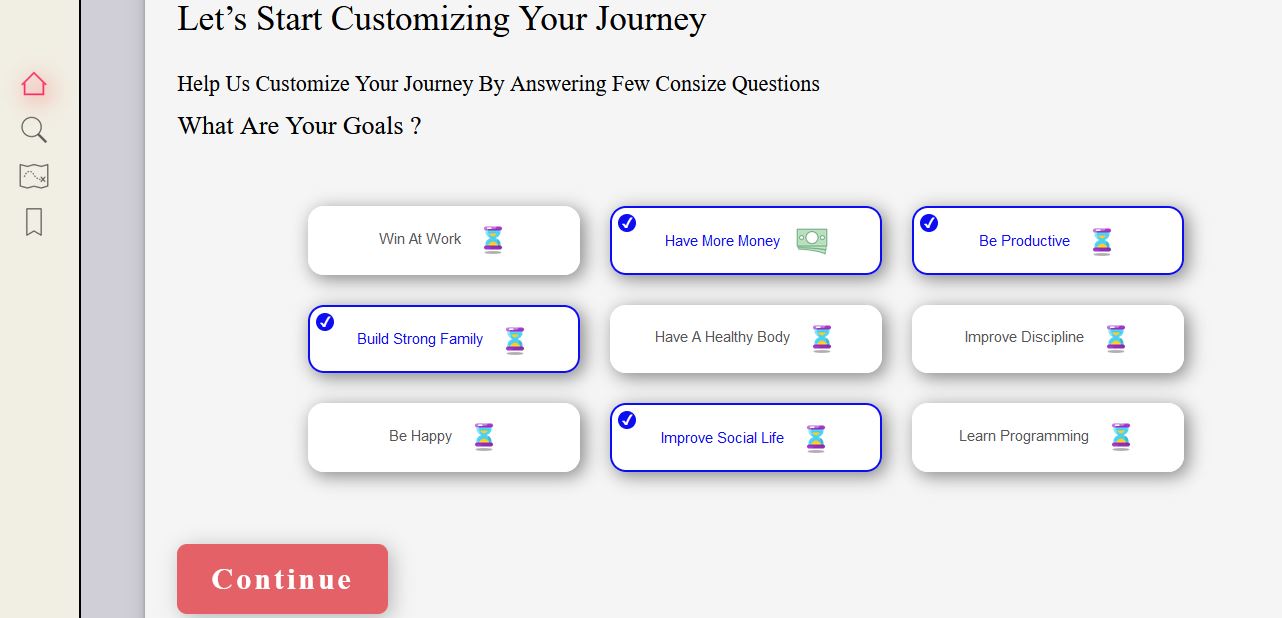 Let’s Start Customizing Your Journey
Help Us Customize Your Journey By Answering Few Consize Questions
What Are Your Goals ?
Win At Work
Have More Money
Be Productive
Build Strong Family
Have A Healthy Body
Improve Discipline
Be Happy
Improve Social Life
Learn Programming
Continue